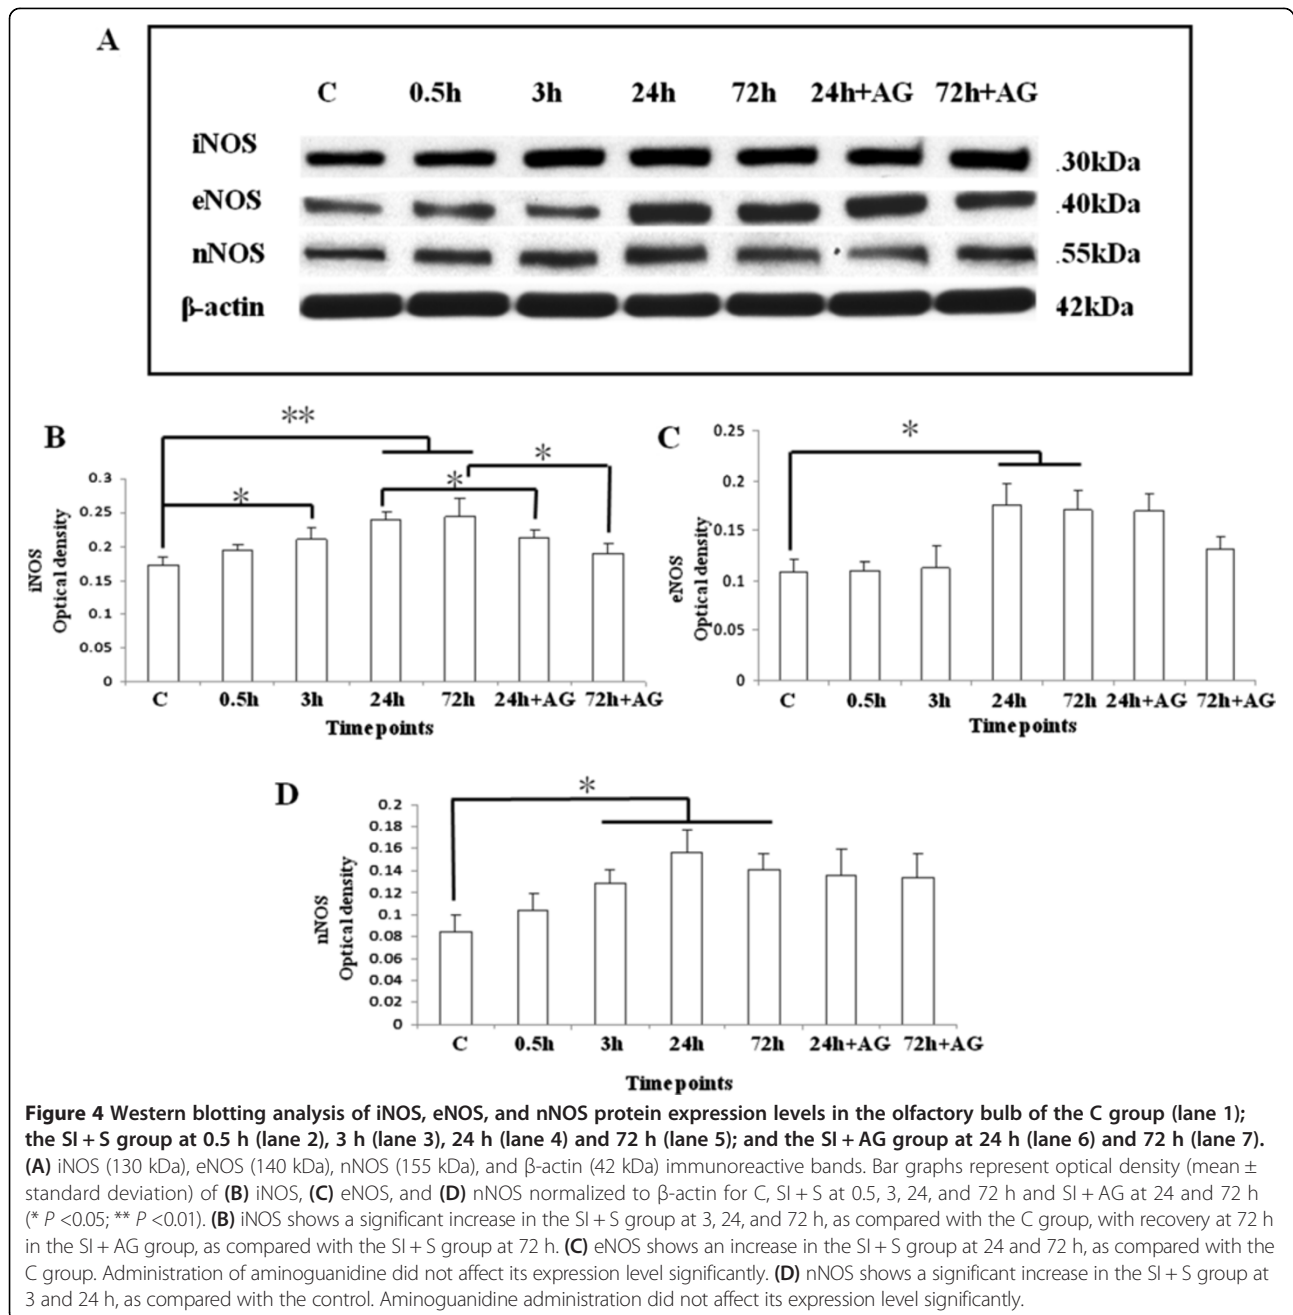 A
C 0.5h 3h 24h 72h 24h+AG 72h+AG
iNOS .30kDa
eNOS .40kDa
nNOS .55kDa
β-actin 42kDa
B
** * * *
iNOS
Optical density
0.3
0.25
0.2
0.15
0.1
0.05
0
C 0.5h 3h 24h 72h 24h+AG 72h+AG
Time points
C
*
eNOS
Optical density
0.25
0.2
0.15
0.1
0.05
0
C 0.5h 3h 24h 72h 24h+AG 72h+AG
Time points
D
*
nNOS
Optical density
0.2
0.18
0.16
0.14
0.12
0.1
0.08
0.06
0.04
0.02
0
C 0.5h 3h 24h 72h 24h+AG 72h+AG
Time points
Figure 4 Western blotting analysis of iNOS, eNOS, and nNOS protein expression levels in the olfactory bulb of the C group (lane 1);
the SI + S group at 0.5 h (lane 2), 3 h (lane 3), 24 h (lane 4) and 72 h (lane 5); and the SI + AG group at 24 h (lane 6) and 72 h (lane 7).
(A) iNOS (130 kDa), eNOS (140 kDa), nNOS (155 kDa), and β-actin (42 kDa) immunoreactive bands. Bar graphs represent optical density (mean ±
standard deviation) of (B) iNOS, (C) eNOS, and (D) nNOS normalized to β-actin for C, SI + S at 0.5, 3, 24, and 72 h and SI + AG at 24 and 72 h
(* P <0.05; ** P <0.01). (B) iNOS shows a significant increase in the SI + S group at 3, 24, and 72 h, as compared with the C group, with recovery at 72 h
in the SI + AG group, as compared with the SI + S group at 72 h. (C) eNOS shows an increase in the SI + S group at 24 and 72 h, as compared with the
C group. Administration of aminoguanidine did not affect its expression level significantly. (D) nNOS shows a significant increase in the SI + S group at
3 and 24 h, as compared with the control. Aminoguanidine administration did not affect its expression level significantly.